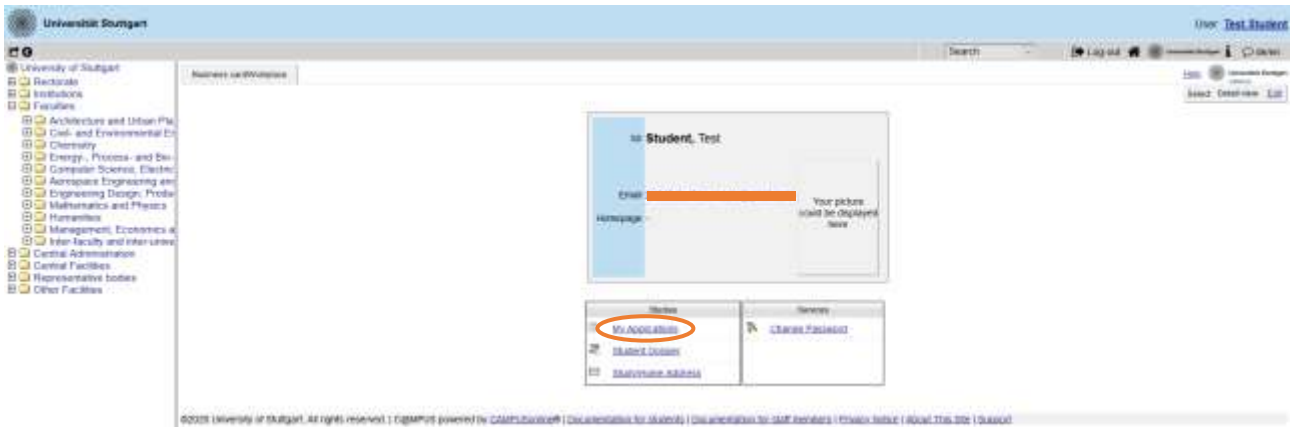 Universität Stuttgart
User: Test Student
Search
Log out
University of Stuttgart
Rectorate
Institutions
Faculties
Architecture and Urban Pla
Civil- and Environmental E
Chemistry
Energy-, Process- and Bio-
Computer Science, Electri
Aerospace Engineering an
Engineering Design, Produ
Mathematics and Physics
Humanities
Management, Economics a
Inter-faculty and inter-unive
Central Administration
Central Facilities
Representative bodies
Other Facilities
Business card/Workplace
Help
Select Detail view Edit
Student, Test
Email
Homepage -
Your picture
could be displayed
here
Studies
Services
My Applications
Change Password
Student Dossier
Study/Home Address
©2020 University of Stuttgart. All rights reserved. | C@MPUS powered by CAMPUSonline® | Documentation for students | Documentation for staff members | Privacy Notice | About This Site | Support